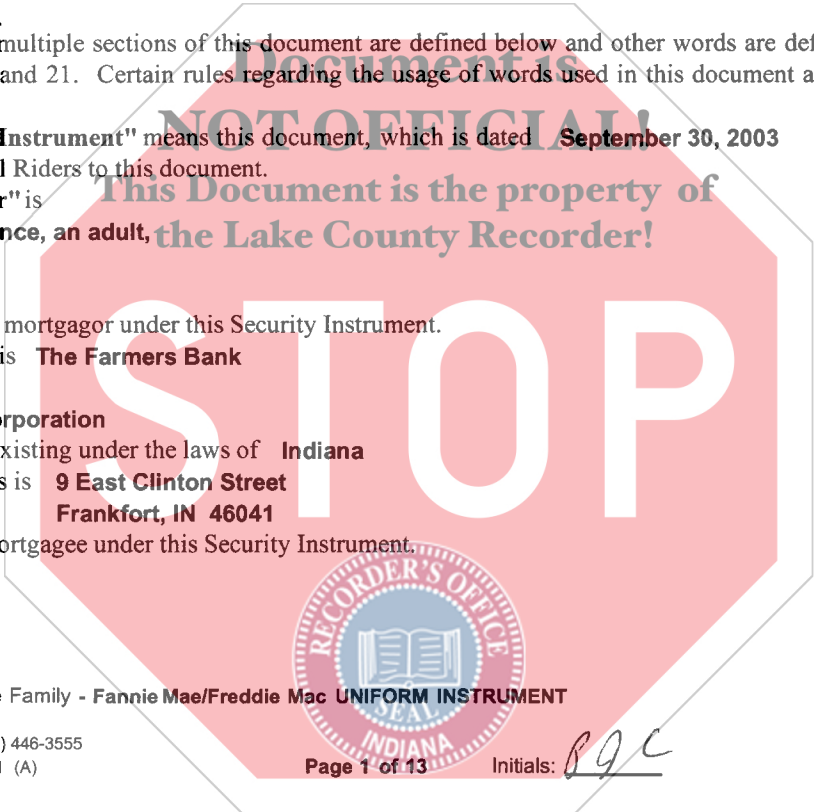 multiple sections of this document are defined below and other words are def
and 21. Certain rules regarding the usage of words used in this document a
Document is
NOT OFFICIAL!
This Document is the property of
the Lake County Recorder!
Instrument" means this document, which is dated September 30, 2003
l Riders to this document.
r" is
nce, an adult,
mortgagor under this Security Instrument.
is The Farmers Bank
orporation
xisting under the laws of Indiana
s is 9 East Clinton Street
Frankfort, IN 46041
ortgagee under this Security Instrument.
STOP
RECORDER'S OFFICE
SEAL
INDIANA
e Family - Fannie Mae/Freddie Mac UNIFORM INSTRUMENT
) 446-3555
(A)
Page 1 of 13 Initials: